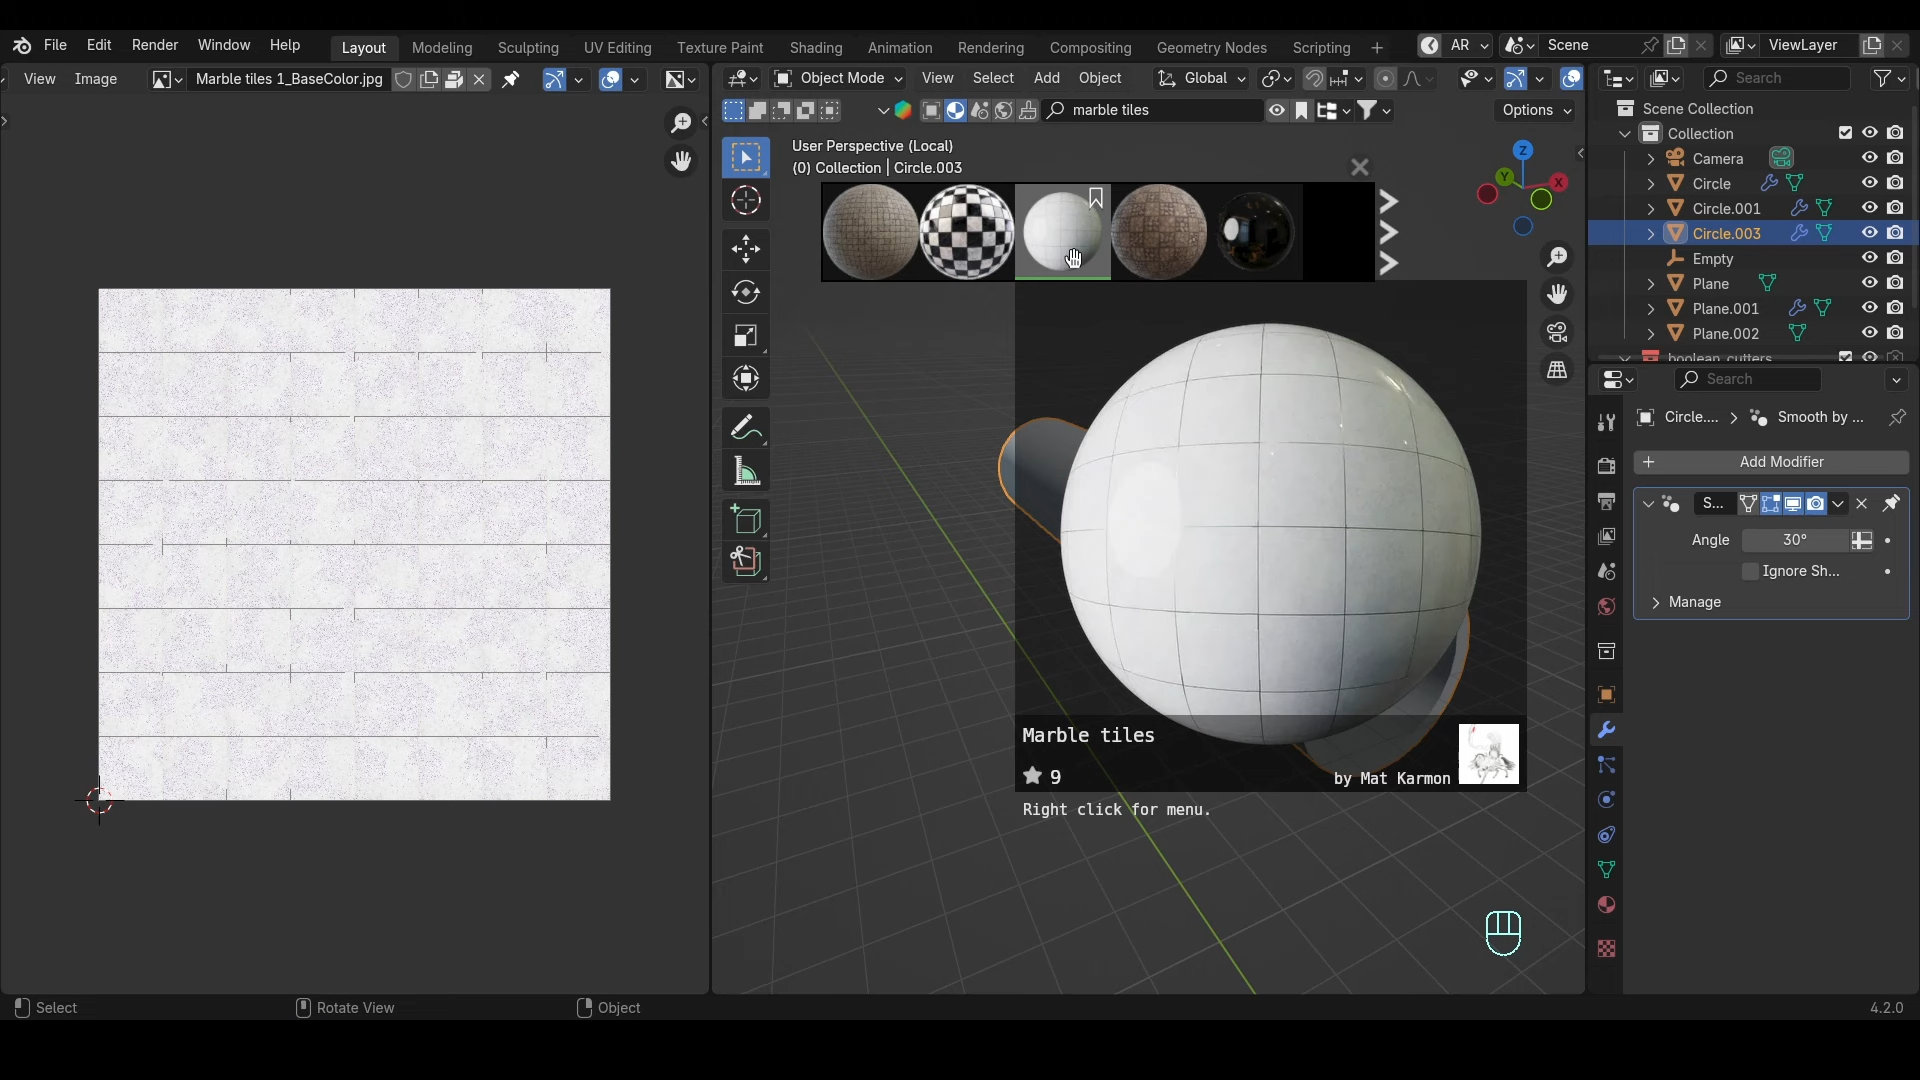 File Edit Render Window Help Layout Modeling Sculpting UV Editing Texture Paint Shading Animation Rendering Compositing Geometry Nodes Scripting + AR Scene ViewLayer
View Image Marble tiles 1_BaseColor.jpg Object Mode View Select Add Object Global Search
marble tiles Options
User Perspective (Local)
(0) Collection | Circle.003
Z
Y
X
Marble tiles
9
by Mat Karmon
Right click for menu.
Scene Collection
Collection
Camera
Circle
Circle.001
Circle.003
Empty
Plane
Plane.001
Plane.002
boolean_cutters
Search
Circle.... Smooth by ...
+ Add Modifier
S...
Angle 30°
Ignore Sh...
Manage
Select Rotate View Object 4.2.0